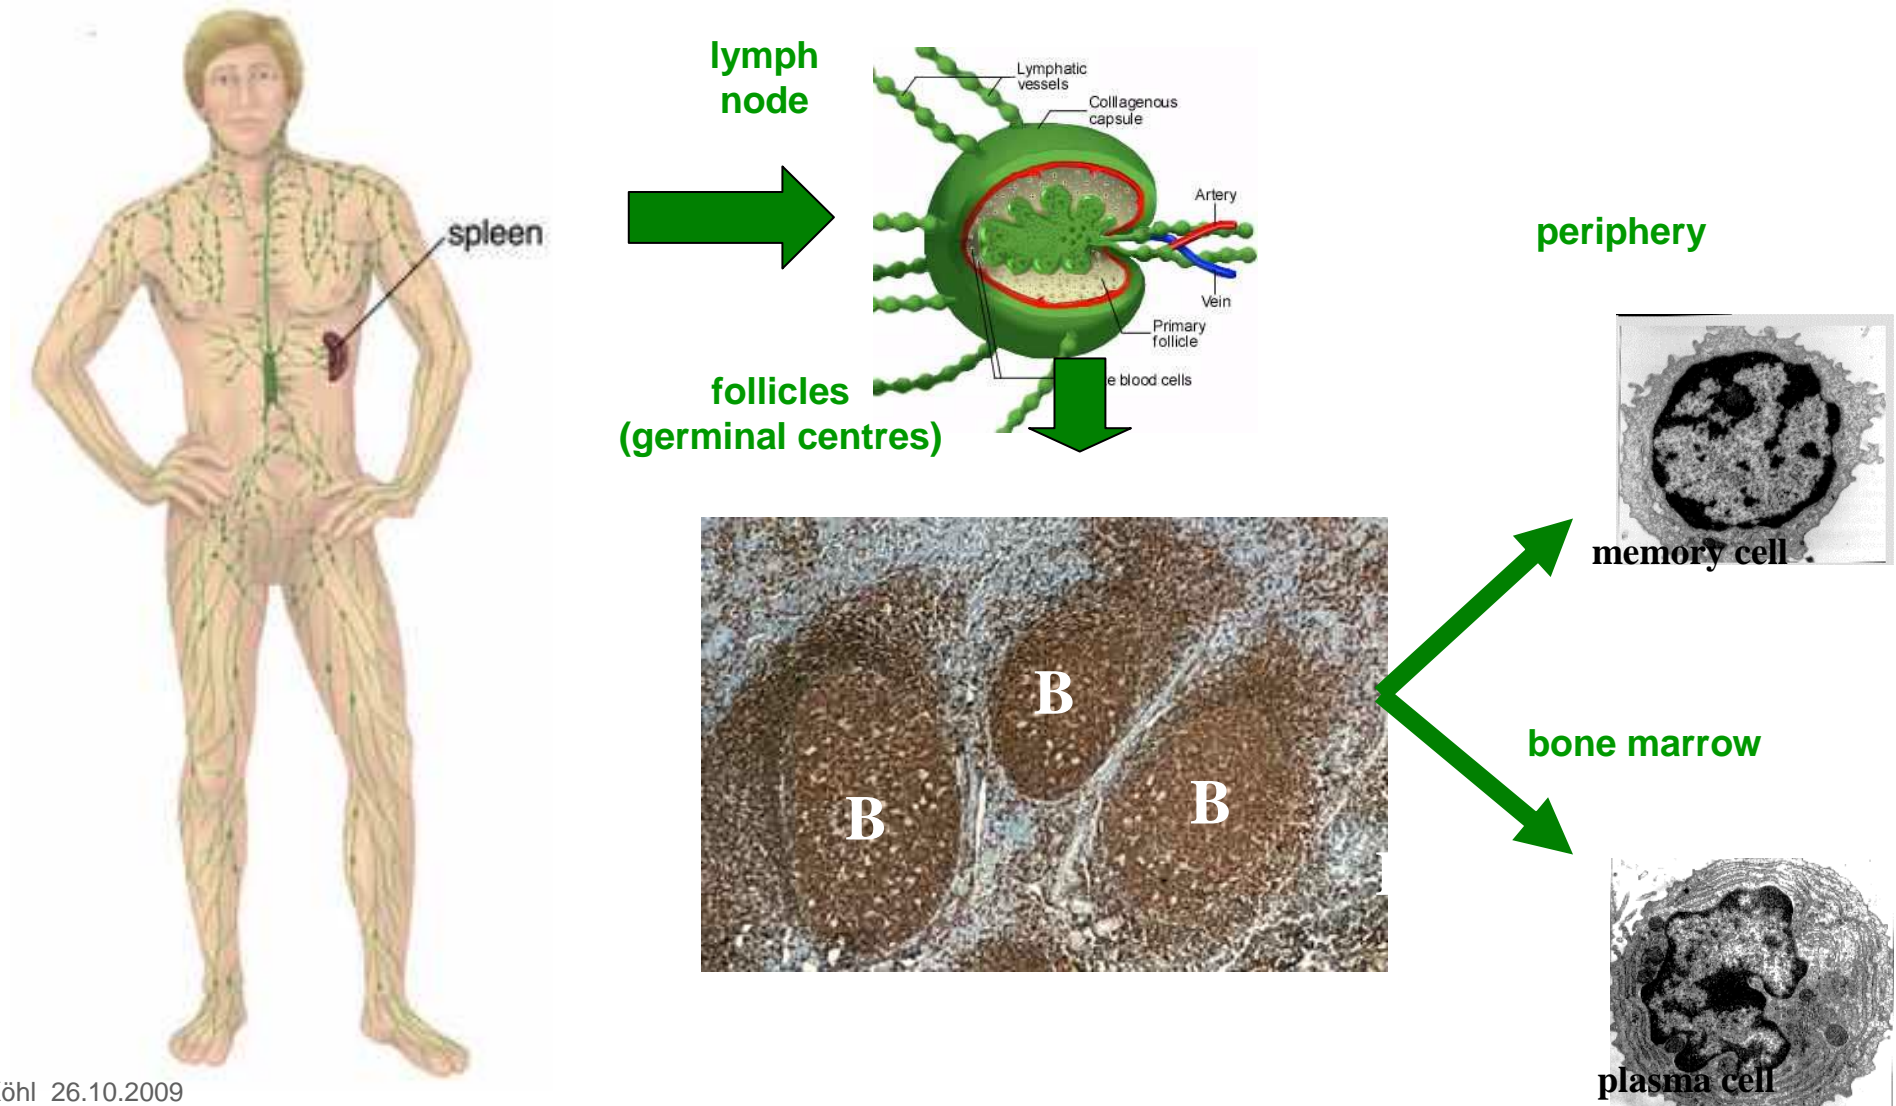 lymph
node
Lymphatic
vessels
Colllagenous
capsule
Artery
Vein
Primary
follicle
blood cells
spleen
follicles
(germinal centres)
periphery
memory cell
B
B
B
bone marrow
plasma cell
öhl 26.10.2009